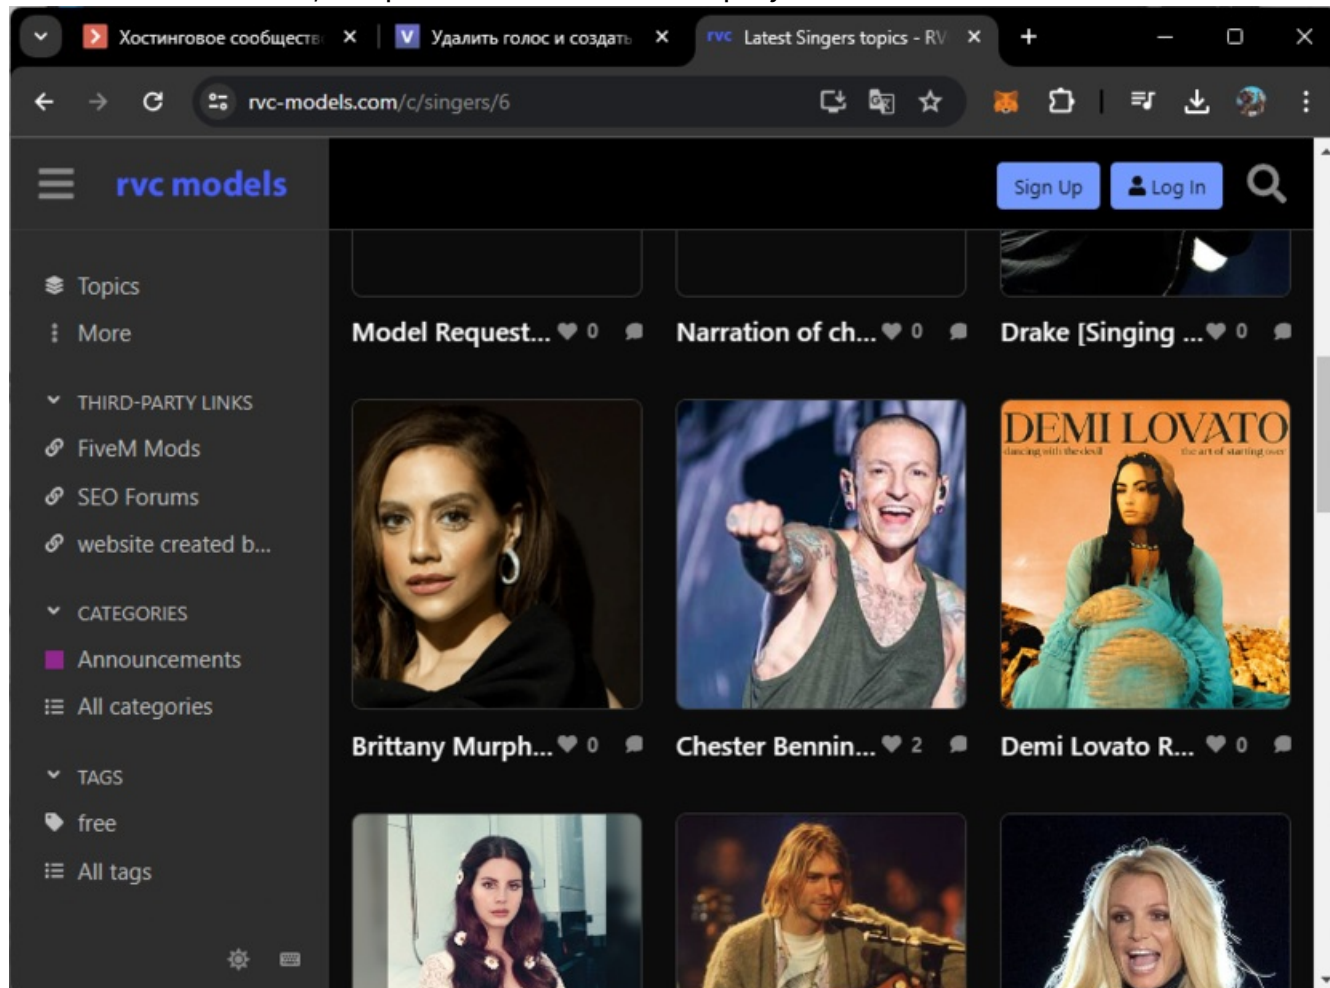 Хостинговое сообществ
Удалить голос и создать
rvc Latest Singers topics - RV
rvc-models.com/c/singers/6
rvc models
Sign Up
Log In
Topics
More
THIRD-PARTY LINKS
FiveM Mods
SEO Forums
website created b...
CATEGORIES
Announcements
All categories
TAGS
free
All tags
Model Request... 0
Narration of ch... 0
Drake [Singing ... 0
DEMI LOVATO
dancing with the devil the art of starting over
Brittany Murph... 0
Chester Bennin... 2
Demi Lovato R... 0